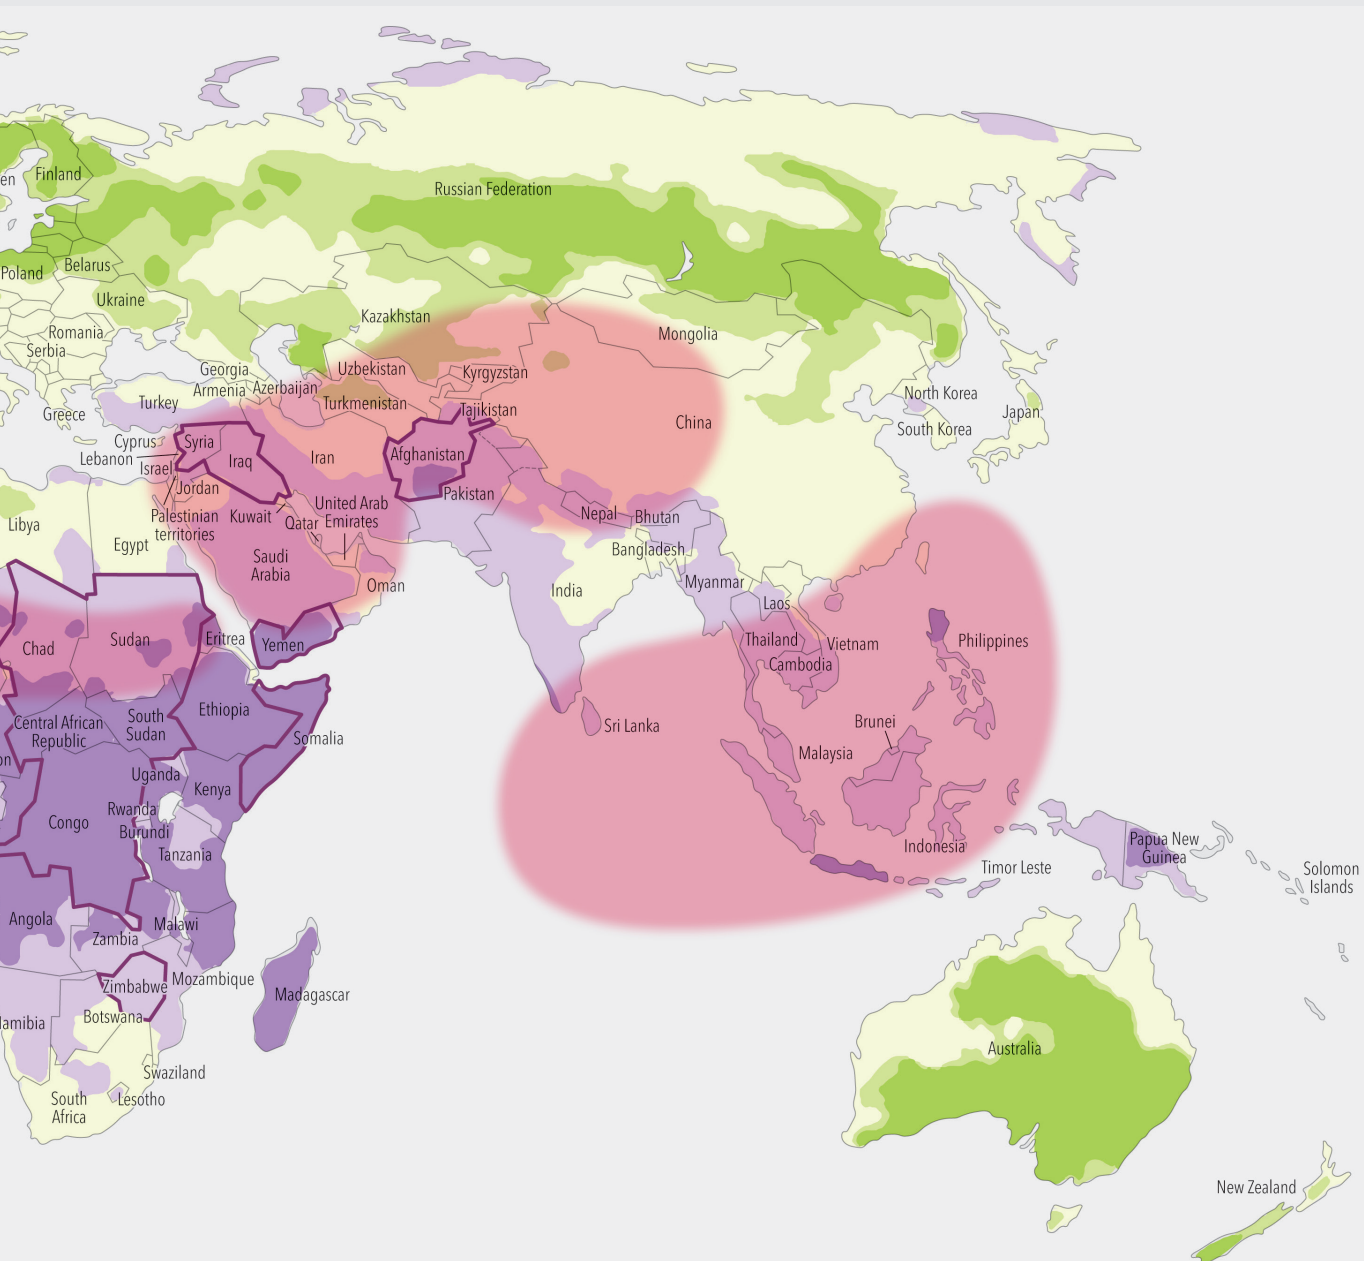 Finland
en
Russian Federation
Belarus
Poland
Ukraine
Kazakhstan
Romania
Mongolia
Serbia
Georgia
Uzbekistan
Kyrgyzstan
Armenia
Azerbaijan
Turkey
Turkmenistan
North Korea
Greece
Tajikistan
Japan
China
South Korea
Cyprus
Syria
Lebanon
Afghanistan
Israel
Iraq
Iran
Jordan
Pakistan
United Arab
Emirates
Palestinian
territories
Kuwait
Qatar
Nepal
Bhutan
Libya
Egypt
Bangladesh
Saudi
Arabia
Oman
India
Myanmar
Laos
Chad
Sudan
Eritrea
Yemen
Thailand
Vietnam
Philippines
Cambodia
Ethiopia
Central African
Republic
South
Sudan
Sri Lanka
Brunei
Somalia
on
Malaysia
Uganda
Kenya
Rwanda
Congo
Burundi
Tanzania
Indonesia
Papua New
Guinea
Timor Leste
Solomon
Islands
Angola
Malawi
Zambia
Zimbabwe
Mozambique
Madagascar
amibia
Botswana
Australia
Swaziland
South
Africa
Lesotho
New Zealand